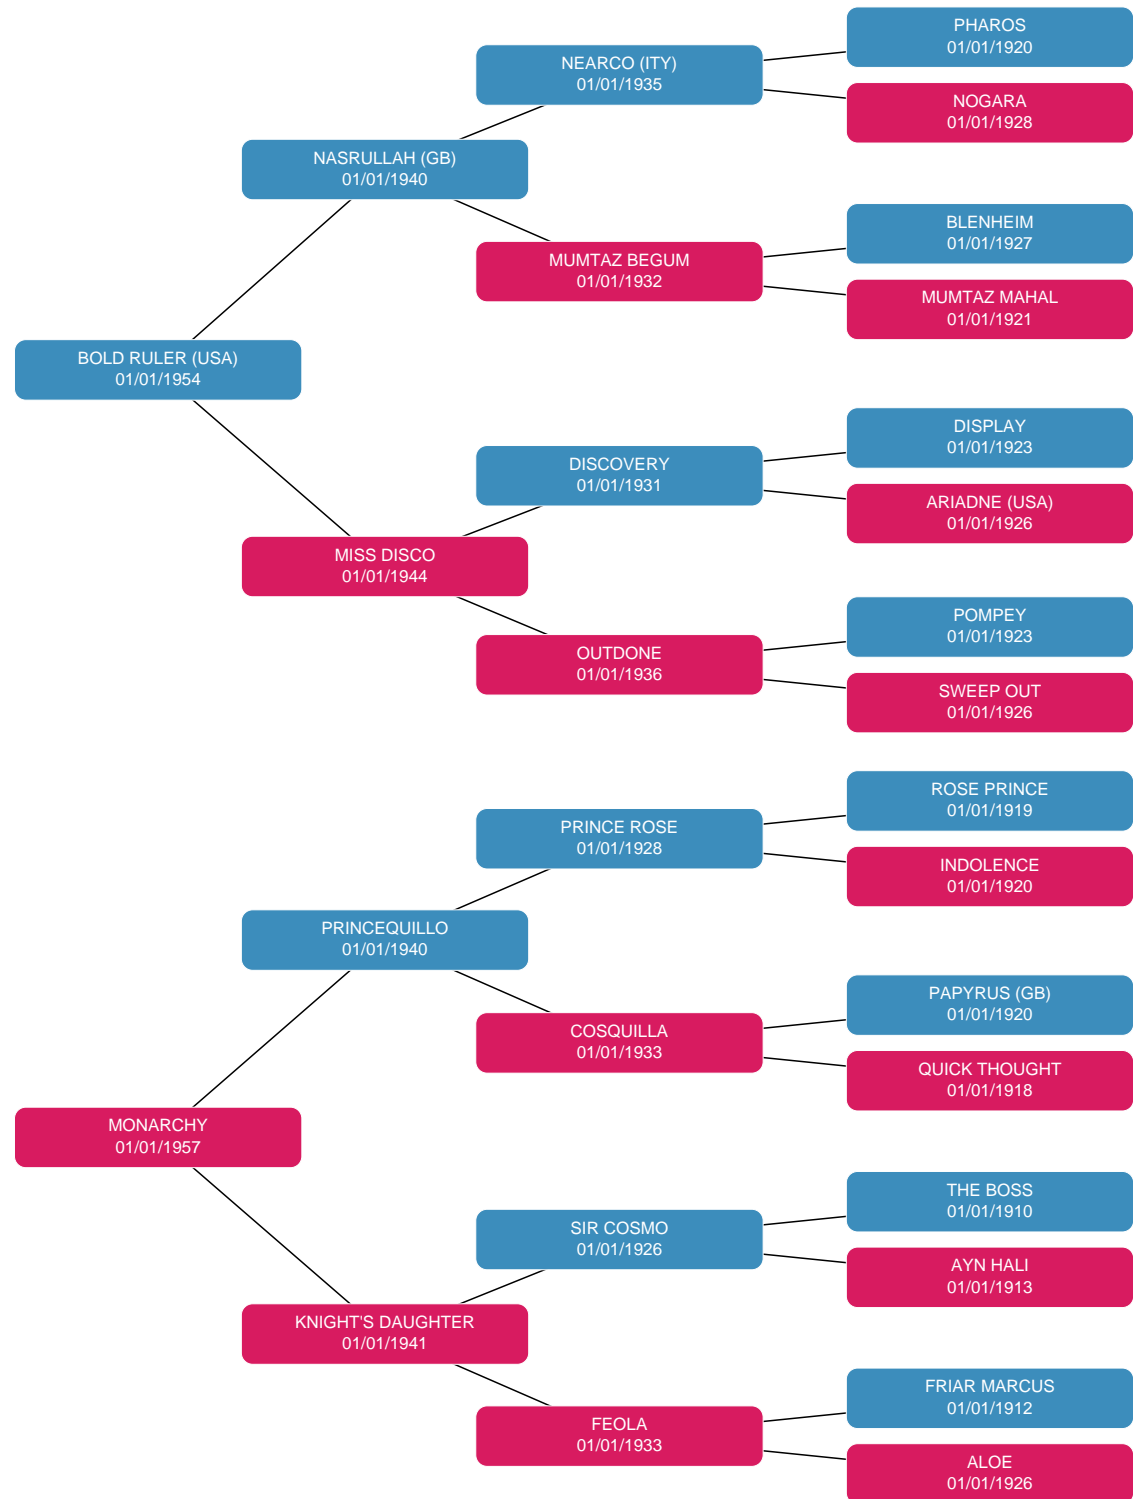 PHAROS
01/01/1920
NEARCO (ITY)
01/01/1935
NOGARA
01/01/1928
NASRULLAH (GB)
01/01/1940
BLENHEIM
01/01/1927
MUMTAZ BEGUM
01/01/1932
MUMTAZ MAHAL
01/01/1921
BOLD RULER (USA)
01/01/1954
DISPLAY
01/01/1923
DISCOVERY
01/01/1931
ARIADNE (USA)
01/01/1926
MISS DISCO
01/01/1944
POMPEY
01/01/1923
OUTDONE
01/01/1936
SWEEP OUT
01/01/1926
ROSE PRINCE
01/01/1919
PRINCE ROSE
01/01/1928
INDOLENCE
01/01/1920
PRINCEQUILLO
01/01/1940
PAPYRUS (GB)
01/01/1920
COSQUILLA
01/01/1933
QUICK THOUGHT
01/01/1918
MONARCHY
01/01/1957
THE BOSS
01/01/1910
SIR COSMO
01/01/1926
AYN HALI
01/01/1913
KNIGHT'S DAUGHTER
01/01/1941
FRIAR MARCUS
01/01/1912
FEOLA
01/01/1933
ALOE
01/01/1926